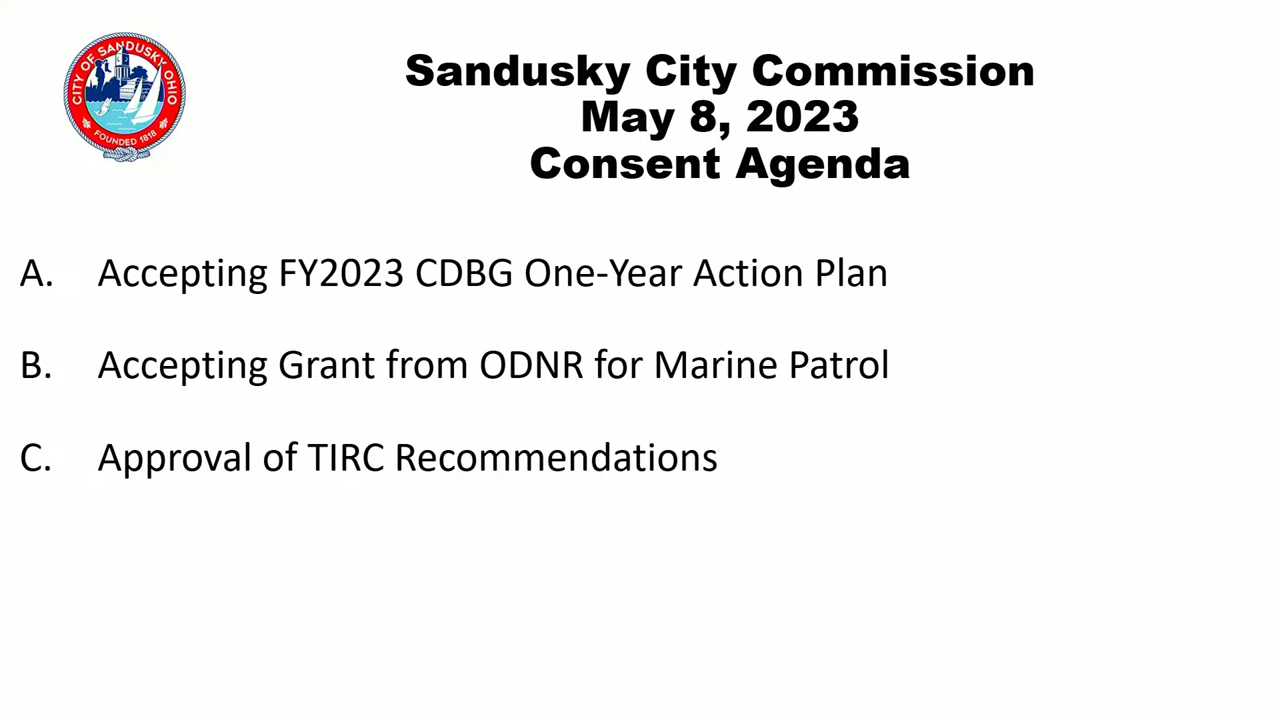 CITY OF SANDUSKY, OHIO
FOUNDED 1818
Sandusky City Commission
May 8, 2023
Consent Agenda
A. Accepting FY2023 CDBG One-Year Action Plan
B. Accepting Grant from ODNR for Marine Patrol
C. Approval of TIRC Recommendations